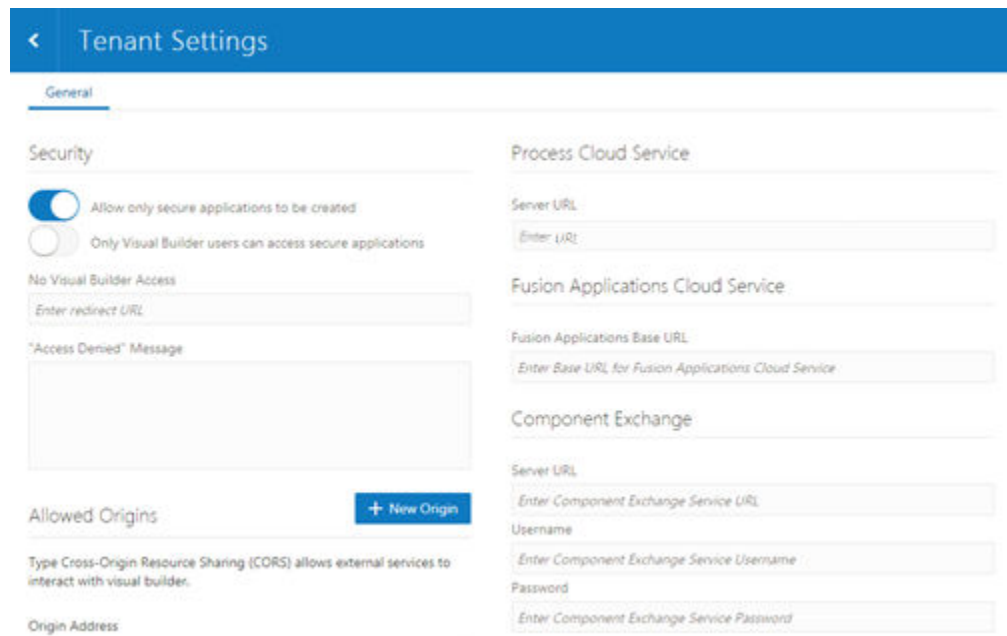 Tenant Settings
General
Security
Allow only secure applications to be created
Only Visual Builder users can access secure applications
No Visual Builder Access
Enter redirect URL
"Access Denied" Message
Allowed Origins
+ New Origin
Type Cross-Origin Resource Sharing (CORS) allows external services to
interact with visual builder.
Origin Address
Process Cloud Service
Server URL
Enter URL
Fusion Applications Cloud Service
Fusion Applications Base URL
Enter Base URL for Fusion Applications Cloud Service
Component Exchange
Server URL
Enter Component Exchange Service URL
Username
Enter Component Exchange Service Username
Password
Enter Component Exchange Service Password